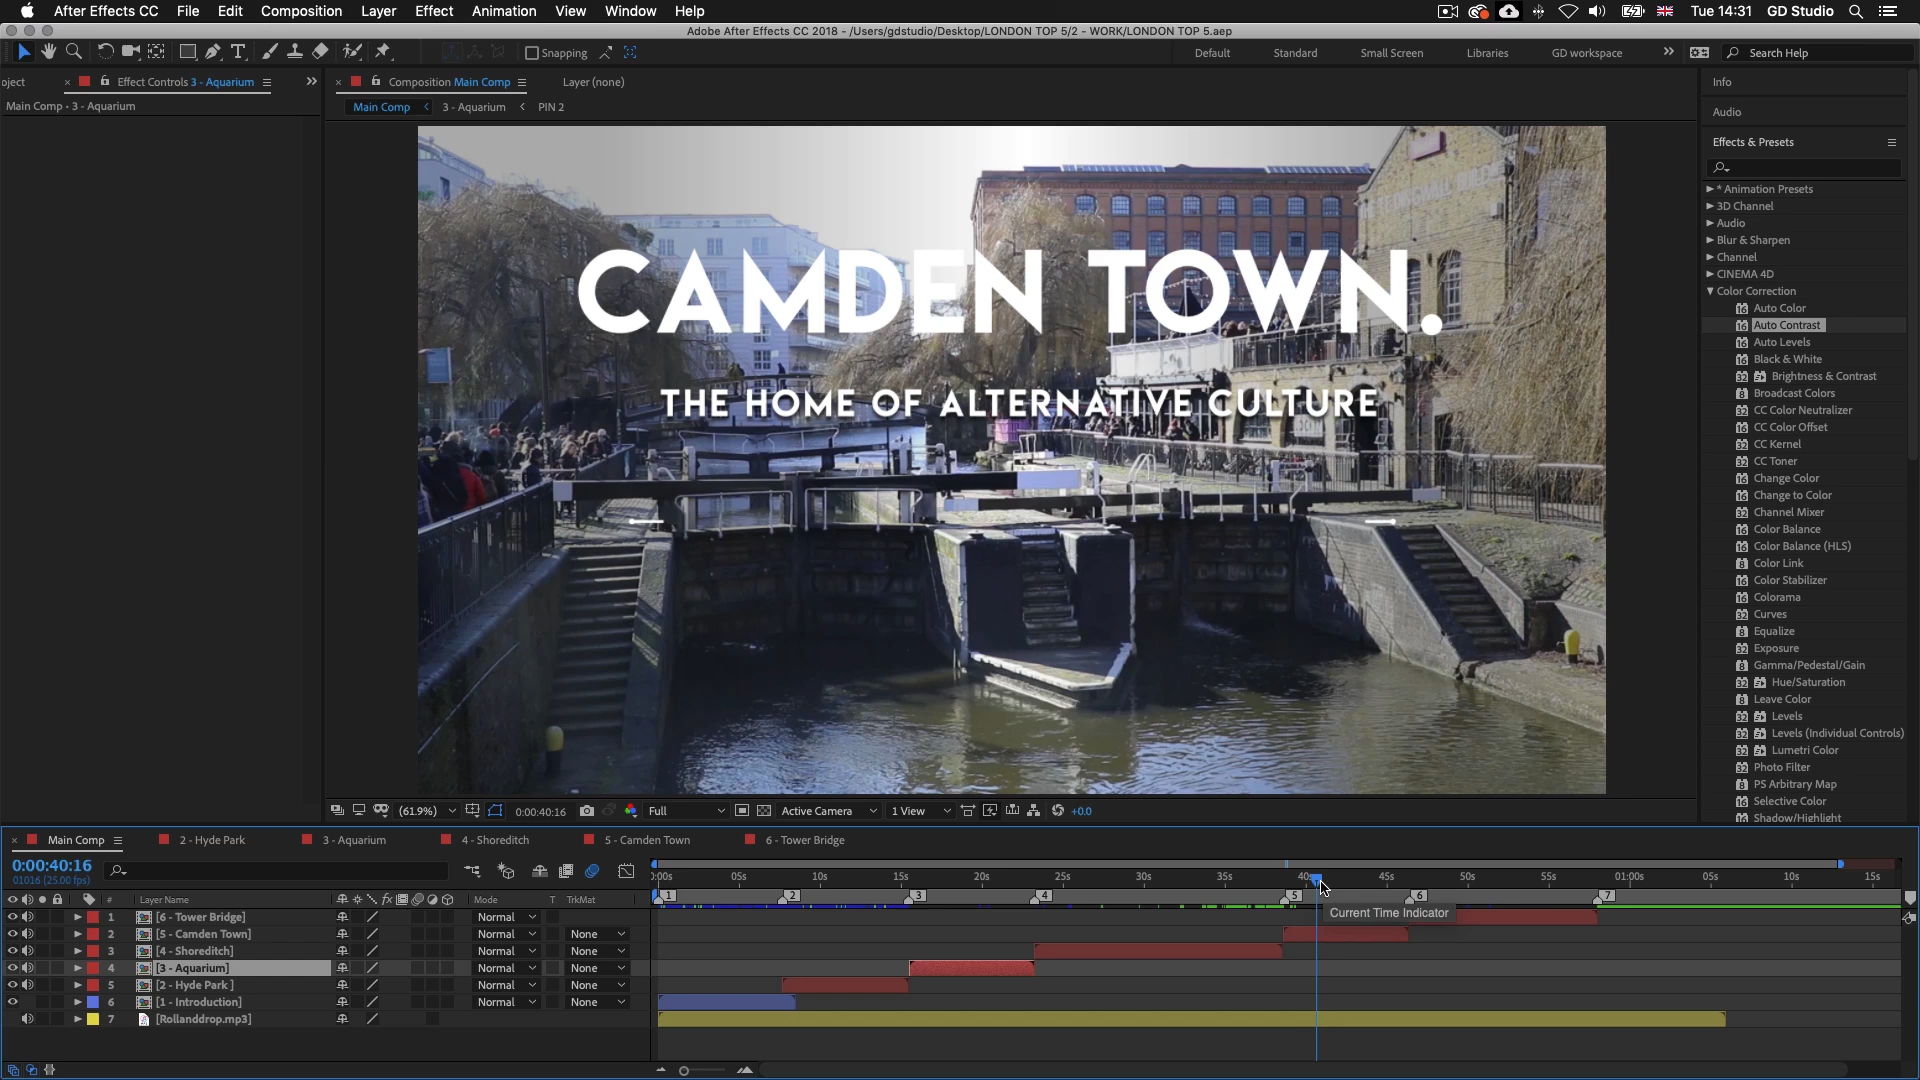 After Effects CC File Edit Composition Layer Effect Animation View Window Help Tue 14:31 GD Studio
Adobe After Effects CC 2018 - /Users/gdstudio/Desktop/LONDON TOP 5/2 - WORK/LONDON TOP 5.aep
Snapping Default Standard Small Screen Libraries GD workspace Search Help
oject Effect Controls 3 - Aquarium Composition Main Comp Layer (none) Info
Main Comp • 3 - Aquarium Main Comp 3 - Aquarium PIN 2
Audio
Effects & Presets
CAMDEN TOWN.
THE HOME OF ALTERNATIVE CULTURE
* Animation Presets
3D Channel
Audio
Blur & Sharpen
Channel
CINEMA 4D
Color Correction
Auto Color
Auto Contrast
Auto Levels
Black & White
Brightness & Contrast
Broadcast Colors
CC Color Neutralizer
CC Color Offset
CC Kernel
CC Toner
Change Color
Change to Color
Channel Mixer
Color Balance
Color Balance (HLS)
Color Link
Color Stabilizer
Colorama
Curves
Equalize
Exposure
Gamma/Pedestal/Gain
Hue/Saturation
Leave Color
Levels
Levels (Individual Controls)
Lumetri Color
Photo Filter
PS Arbitrary Map
Selective Color
Shadow/Highlight
(61.9%) 0:00:40:16 Full Active Camera 1 View +0.0
Main Comp 2 - Hyde Park 3 - Aquarium 4 - Shoreditch 5 - Camden Town 6 - Tower Bridge
0:00:40:16
01016 (25.00 fps)
):00s 05s 10s 15s 20s 25s 30s 35s 40s 45s 50s 55s 01:00s 05s 10s 15s
# Layer Name Mode T TrkMat 1 2 3 4 5 6 7
Current Time Indicator
1 [6 - Tower Bridge] Normal
2 [5 - Camden Town] Normal None
3 [4 - Shoreditch] Normal None
4 [3 - Aquarium] Normal None
5 [2 - Hyde Park ] Normal None
6 [1 - Introduction] Normal None
7 [Rollanddrop.mp3]